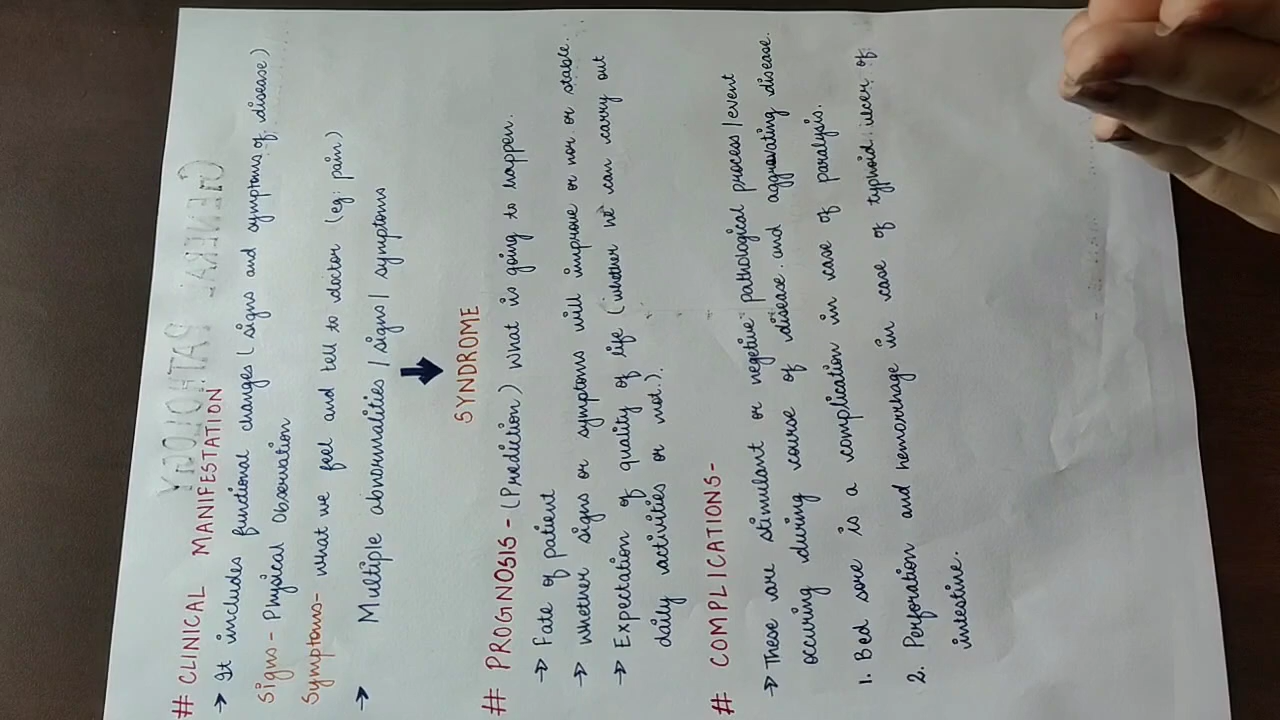 # CLINICAL MANIFESTATION
→ It includes functional changes ( signs and symptoms of disease)
Signs - Physical Observation
Symptoms- what we feel and tell to doctor (eg: pain)
→ Multiple abnormalities / signs / symptoms
SYNDROME
# PROGNOSIS - (Prediction) What is going to happen.
→ Fate of patient
→ whether signs or symptoms will improve or nor or stable.
→ Expectation of quality of life (whether he can carry out
daily activities or not.).
# COMPLICATIONS-
→ These are stimulant or negetive pathological process/event
occuring during course of disease and aggravating disease.
1. Bed sore is a complication in case of paralysis.
2. Perforation and hemorrhage in case of typhoid ulcer of
intestine.
GENERAL PATHOLOGY